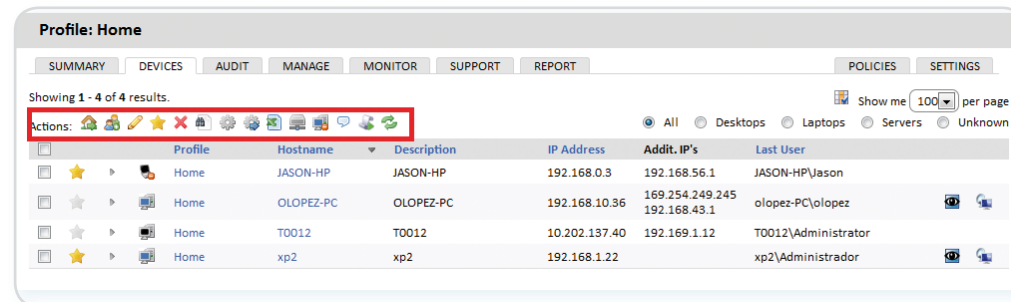 Profile: Home
SUMMARY DEVICES AUDIT MANAGE MONITOR SUPPORT REPORT POLICIES SETTINGS
Showing 1 - 4 of 4 results. Show me 100 per page
Actions: All Desktops Laptops Servers Unknown
Profile Hostname Description IP Address Addit. IP's Last User
Home JASON-HP JASON-HP 192.168.0.3 192.168.56.1 JASON-HP\Jason
Home OLOPEZ-PC OLOPEZ-PC 192.168.10.36 169.254.249.245 olopez-PC\olopez
192.168.43.1
Home T0012 T0012 10.202.137.40 192.169.1.12 T0012\Administrator
Home xp2 xp2 192.168.1.22 xp2\Administrador